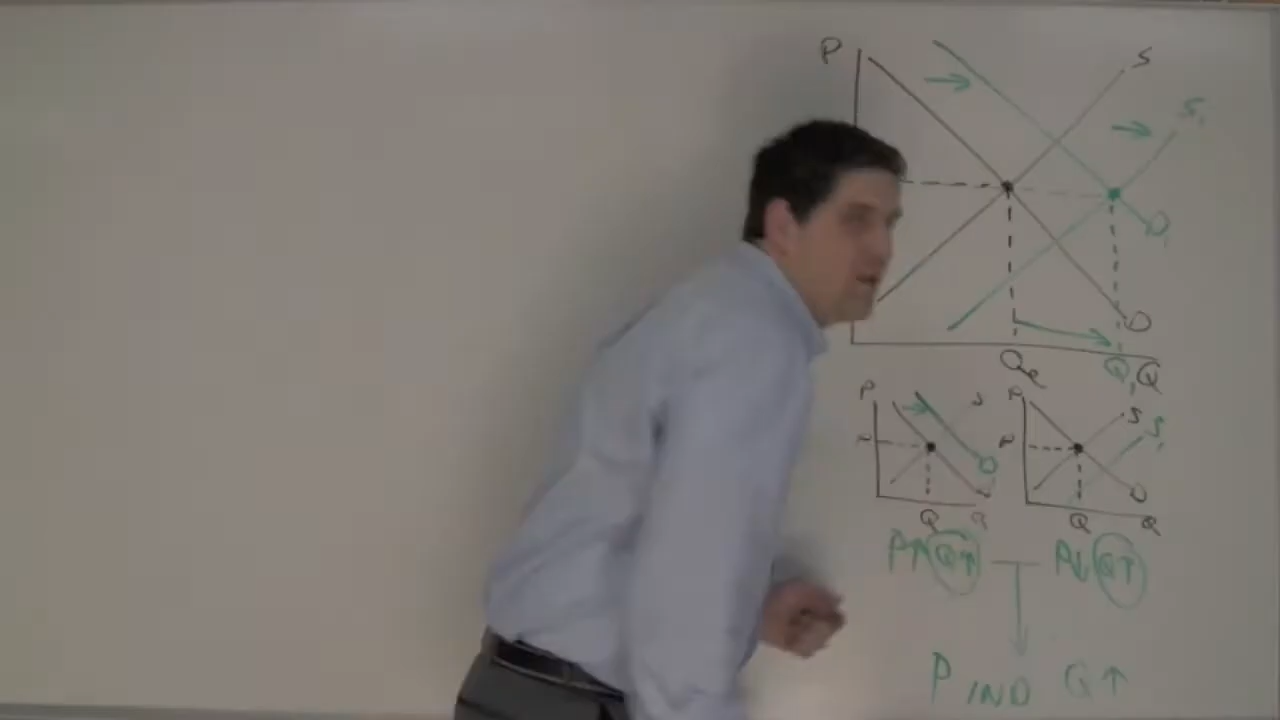 P S
S₁
D₁
D
Qe Q₁ Q
P S P S S₁
P P
D D
Q Q Q Q
P↑ Q↑ P↓ Q↑
P IND Q↑